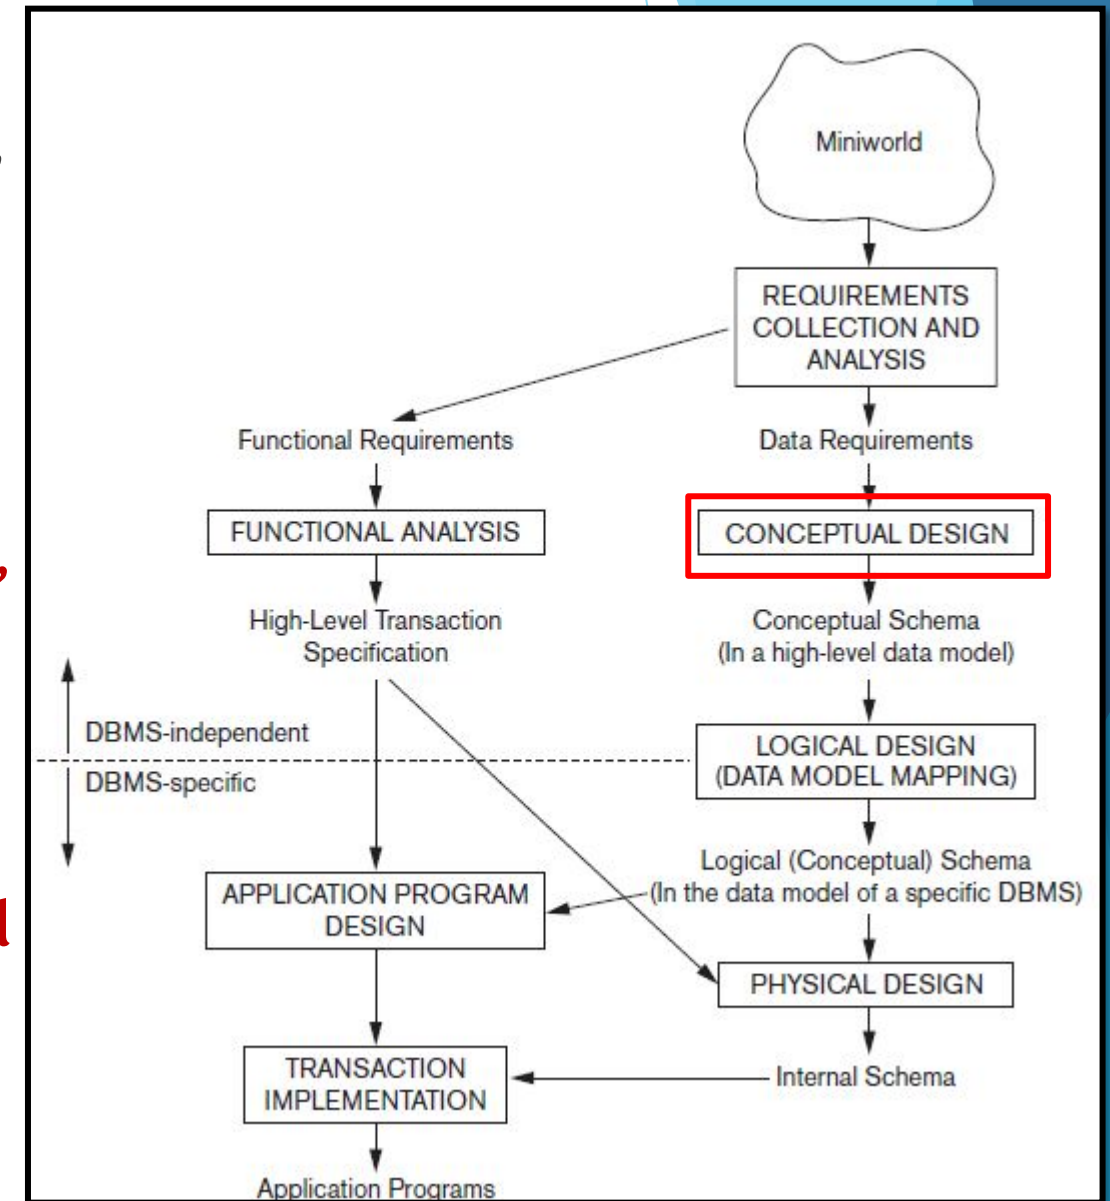 Miniworld
REQUIREMENTS
COLLECTION AND
ANALYSIS
Functional Requirements
Data Requirements
FUNCTIONAL ANALYSIS
CONCEPTUAL DESIGN
High-Level Transaction
Specification
Conceptual Schema
(In a high-level data model)
DBMS-independent
DBMS-specific
LOGICAL DESIGN
(DATA MODEL MAPPING)
Logical (Conceptual) Schema
(In the data model of a specific DBMS)
APPLICATION PROGRAM
DESIGN
PHYSICAL DESIGN
TRANSACTION
IMPLEMENTATION
Internal Schema
Application Programs